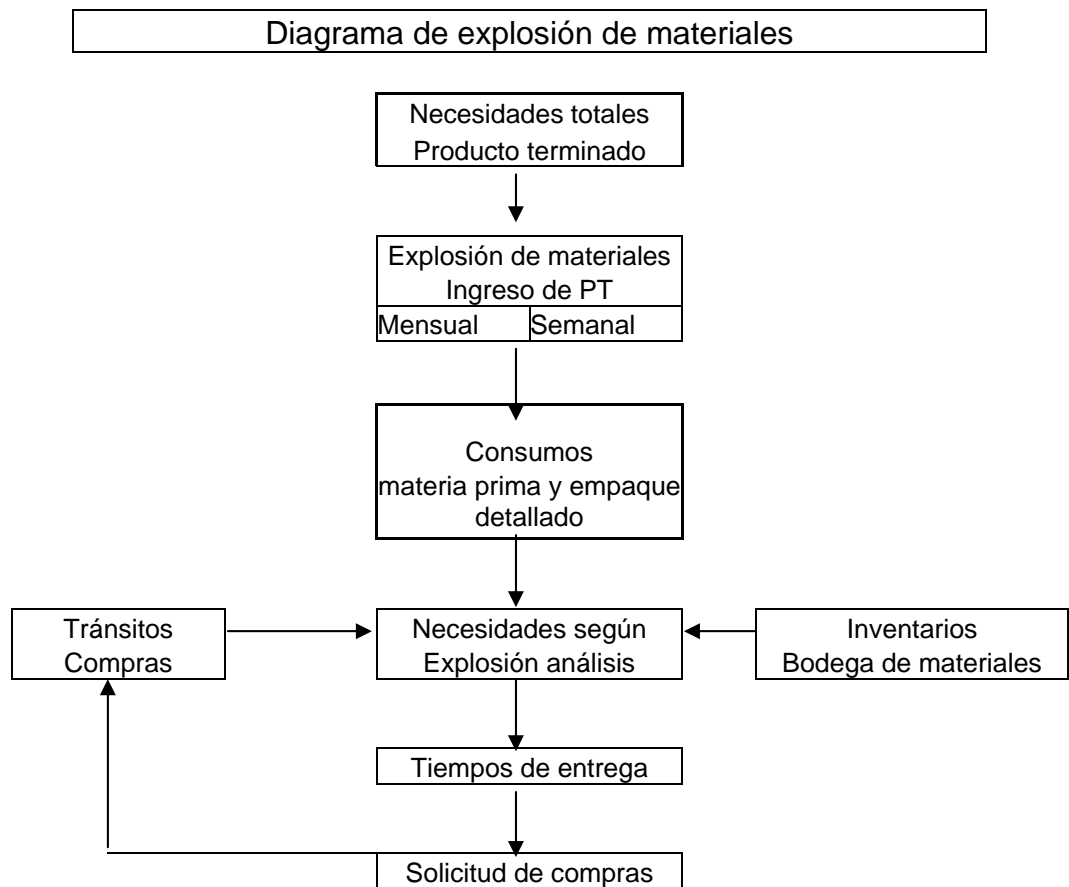 Diagrama de explosión de materiales
Necesidades totales
Producto terminado
Explosión de materiales
Ingreso de PT
Mensual
Semanal
Consumos
materia prima y empaque
detallado
Tránsitos
Compras
Necesidades según
Explosión análisis
Inventarios
Bodega de materiales
Tiempos de entrega
Solicitud de compras